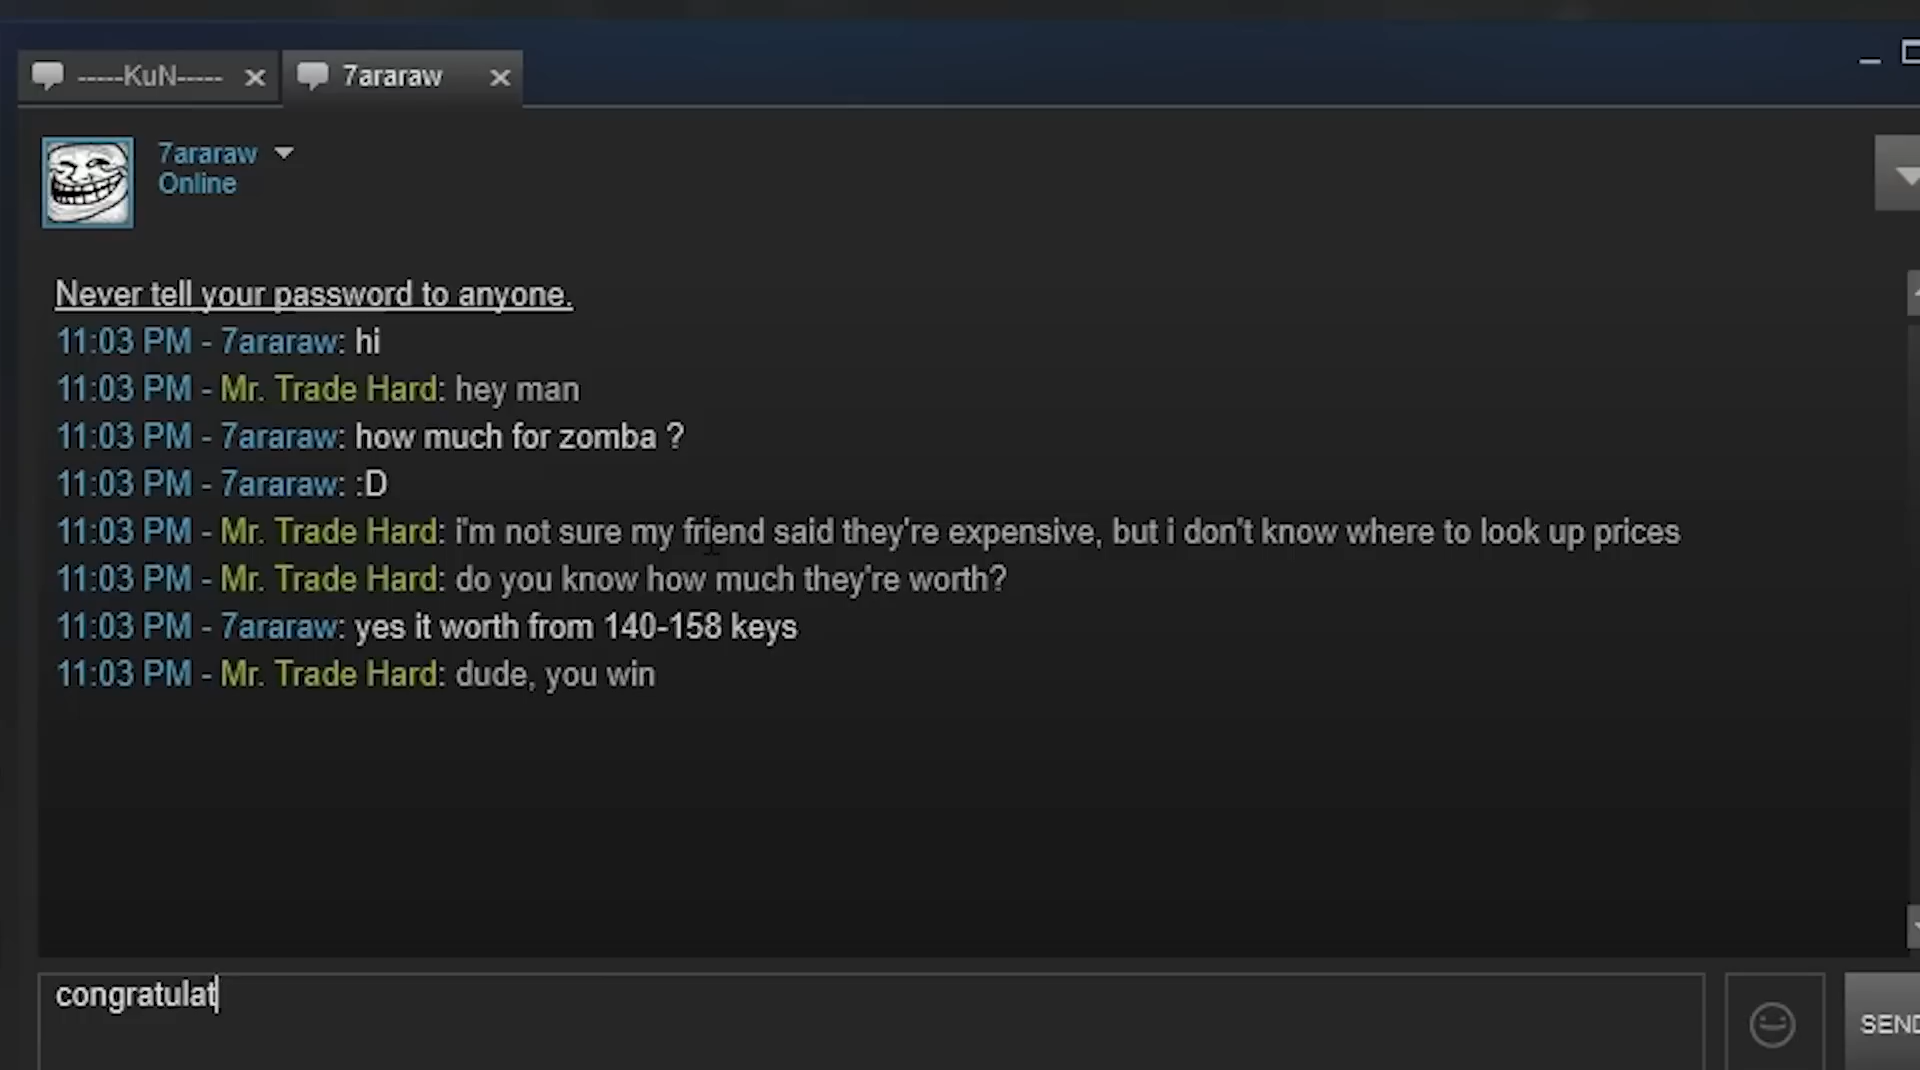 -----KuN-----
7araraw
7araraw
Online
Never tell your password to anyone.
11:03 PM - 7araraw: hi
11:03 PM - Mr. Trade Hard: hey man
11:03 PM - 7araraw: how much for zomba ?
11:03 PM - 7araraw: :D
11:03 PM - Mr. Trade Hard: i'm not sure my friend said they're expensive, but i don't know where to look up prices
11:03 PM - Mr. Trade Hard: do you know how much they're worth?
11:03 PM - 7araraw: yes it worth from 140-158 keys
11:03 PM - Mr. Trade Hard: dude, you win
congratulat
SEND